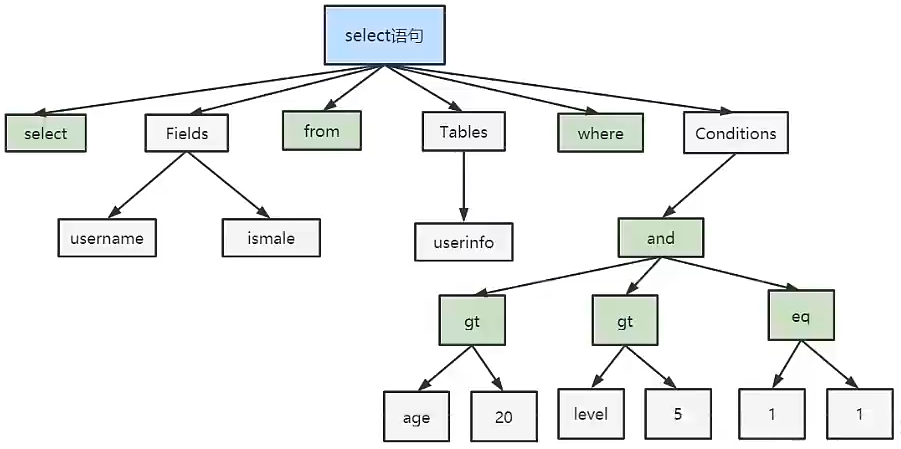 select语句
select
Fields
from
Tables
where
Conditions
username
ismale
userinfo
and
gt
gt
eq
age
20
level
5
1
1